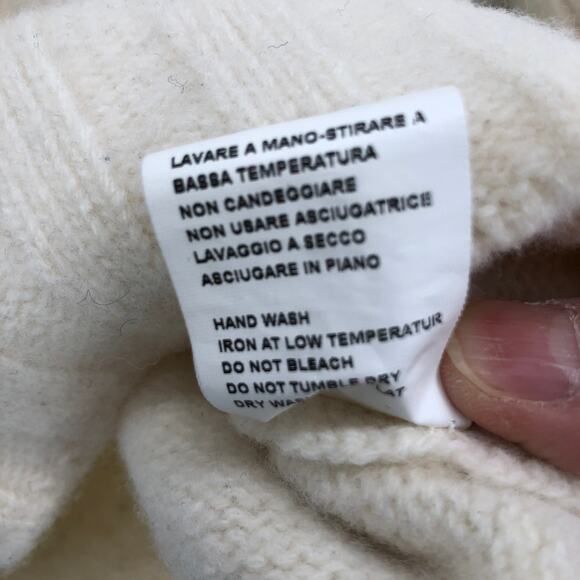 LAVARE A MANO-STIRARE A
BASSA TEMPERATURA
NON CANDEGGIARE
NON USARE ASCIUGATRICE
LAVAGGIO A SECCO
ASCIUGARE IN PIANO
HAND WASH
IRON AT LOW TEMPERATUR
DO NOT BLEACH
DO NOT TUMBLE DRY
DRY